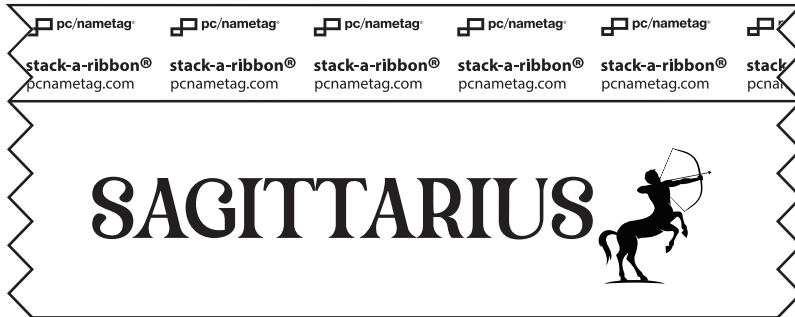 pc/nametag® pc/nametag® pc/nametag® pc/nametag® pc/nametag®
stack-a-ribbon® stack-a-ribbon® stack-a-ribbon® stack-a-ribbon® stack-a-ribbon® stack
pcnametag.com pcnametag.com pcnametag.com pcnametag.com pcnametag.com
SAGITTARIUS